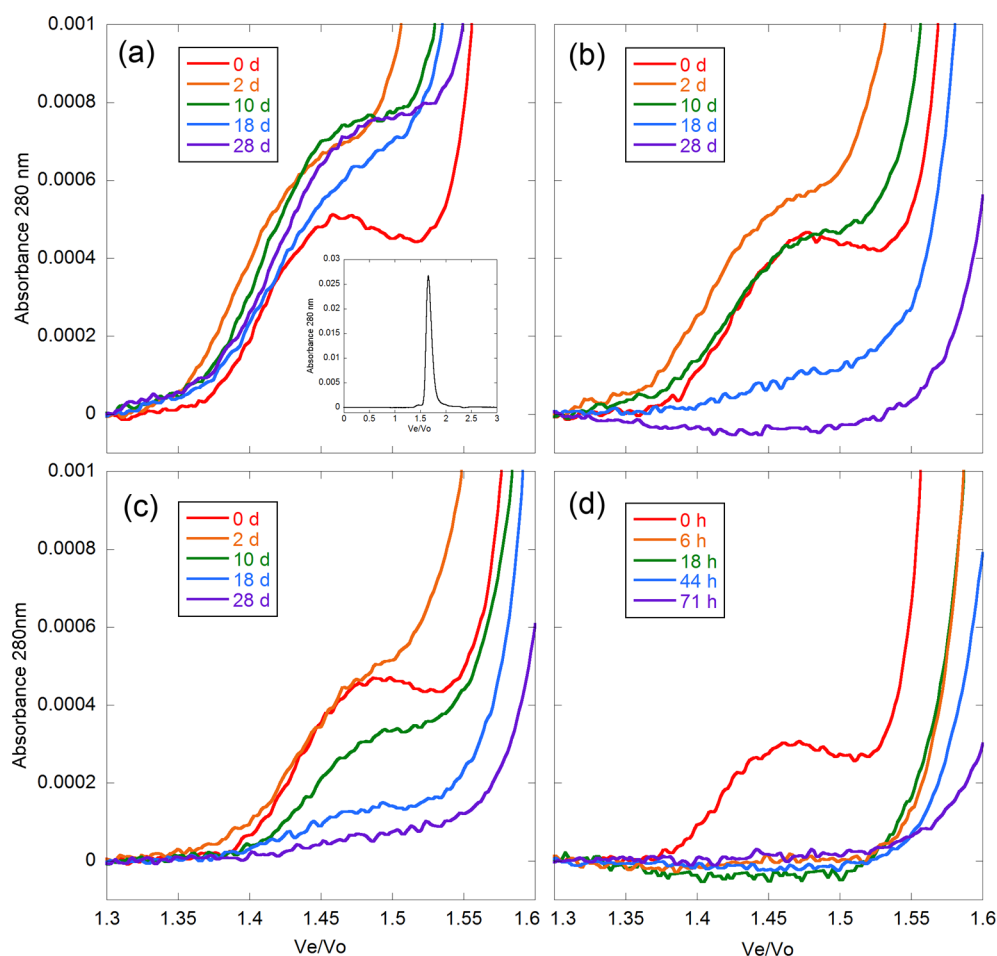 (a)
0 d
2 d
10 d
18 d
28 d
0.001
0.0008
0.0006
0.0004
0.0002
0
Absorbance 280 nm
0.03
0.025
0.02
0.015
0.01
0.005
0
Absorbance 280 nm
0 0.5 1 1.5 2 2.5 3
Ve/Vo
(b)
0 d
2 d
10 d
18 d
28 d
(c)
0 d
2 d
10 d
18 d
28 d
0.001
0.0008
0.0006
0.0004
0.0002
0
Absorbance 280nm
1.3 1.35 1.4 1.45 1.5 1.55 1.6
Ve/Vo
(d)
0 h
6 h
18 h
44 h
71 h
1.3 1.35 1.4 1.45 1.5 1.55 1.6
Ve/Vo